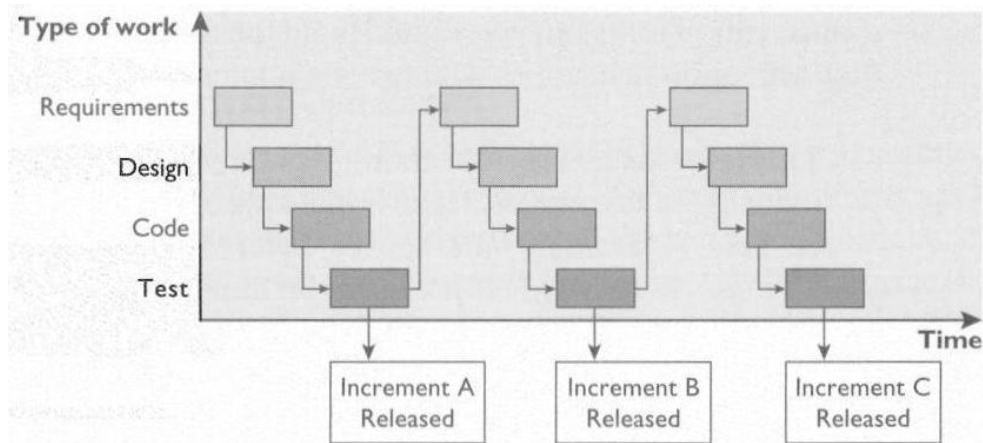 Type of work
Requirements
Design
Code
Test
Time
Increment A
Released
Increment B
Released
Increment C
Released